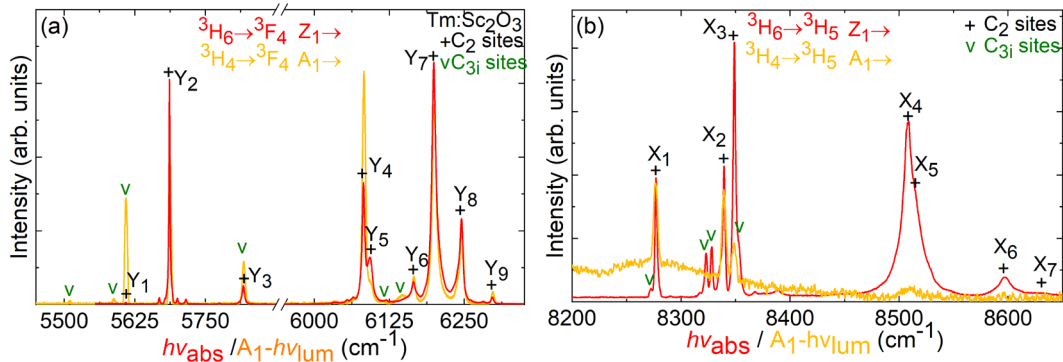 (a)
³H₆→³F₄ Z₁→
³H₄→³F₄ A₁→
Tm:Sc₂O₃
+C₂ sites
vC₃ᵢ sites
v
v
v
v
v
v
+Y₁
+Y₂
+Y₃
+Y₄
+Y₅
+Y₆
Y₇+
+Y₈
+Y₉
Intensity (arb. units)
5500 5625 5750 6000 6125 6250
hνabs /A₁-hνlum (cm⁻¹)
(b)
³H₆→³H₅ Z₁→
³H₄→³H₅ A₁→
+ C₂ sites
v C₃ᵢ sites
X₁
X₂
X₃
X₄
X₅
X₆
X₇
v
v
v
v
Intensity (arb. units)
8200 8300 8400 8500 8600
hνabs / A₁-hνlum (cm⁻¹)